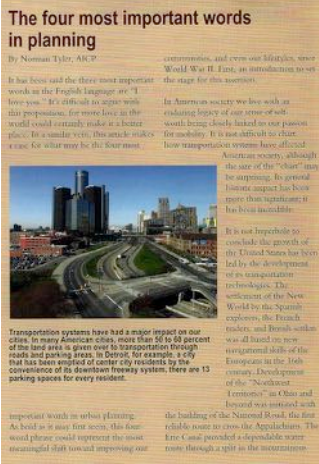 The four most important words
in planning
By Norman Tyler, AICP
It has been said the three most important
words in the English language are "I
love you." It's difficult to argue with
this proposition, for more love in the
world could certainly make it a better
place. In a similar vein, this article makes
a case for what may be the four most
Transportation systems have had a major impact on our
cities. In many American cities, more than 50 to 60 percent
of the land area is given over to transportation through
roads and parking areas. In Detroit, for example, a city
that has been emptied of center city residents by the
convenience of its downtown freeway system, there are 13
parking spaces for every resident.
important words in urban planning.
As bold as it may first seem, this four-
word phrase could represent the most
meaningful shift toward improving our
communities, and even our lifestyles, since
World War II. First, an introduction to set
the stage for this assertion.
In American society we live with an
enduring legacy of our sense of self-
worth being closely linked to our passion
for mobility. It is not difficult to chart
how transportation systems have affected
American society, although
the size of the "chart" may
be surprising. Its general
historic impact has been
more than significant; it
has been incredible.
It is not hyperbole to
conclude the growth of
the United States has been
led by the development
of its transportation
technologies. The
settlement of the New
World by the Spanish
explorers, the French
traders, and British settlers
was all based on new
navigational skills of the
Europeans in the 16th
century. Development
of the "Northwest
Territories" in Ohio and
beyond was initiated with
the building of the National Road, the first
reliable route to cross the Appalachians. The
Erie Canal provided a dependable water
route through a split in the mountainous